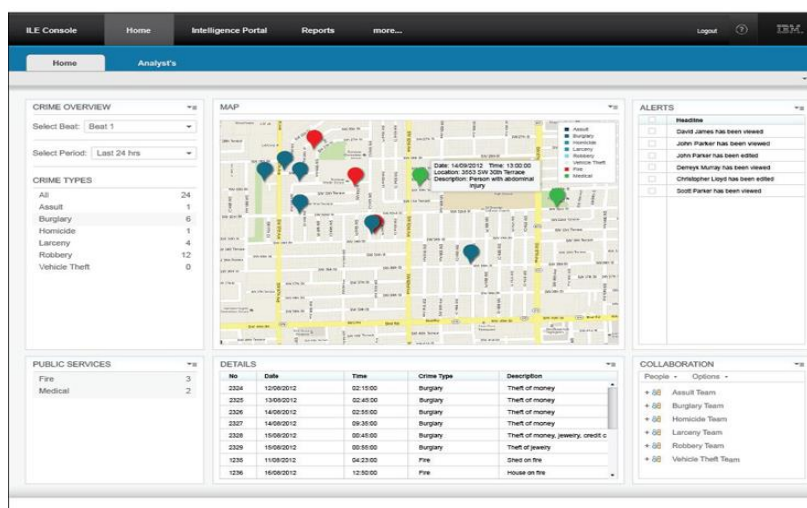 ILE Console Home Intelligence Portal Reports more... Logout ? IBM.
Home Analyst's
CRIME OVERVIEW
Select Beat: Beat 1
Select Period: Last 24 hrs
CRIME TYPES
All 24
Assault 1
Burglary 6
Homicide 1
Larceny 4
Robbery 12
Vehicle Theft 0
MAP
Assult
Burglary
Homicide
Larceny
Robbery
Vehicle Theft
Fire
Medical
Date: 14/09/2012 Time: 13:00:00
Location: 3553 SW 30th Terrace
Description: Person with abdominal
injury
ALERTS
Headline
David James has been viewed
John Parker has been viewed
John Parker has been edited
Derreys Murray has been viewed
Christopher Lloyd has been edited
Scott Parker has been viewed
PUBLIC SERVICES
Fire 3
Medical 2
DETAILS
No Date Time Crime Type Description
2324 12/08/2012 02:15:00 Burglary Theft of money
2325 13/08/2012 02:45:00 Burglary Theft of money
2326 14/08/2012 02:55:00 Burglary Theft of money
2327 14/08/2012 09:35:00 Burglary Theft of money
2328 15/08/2012 00:45:00 Burglary Theft of money, jewelry, credit c
2329 15/08/2012 00:55:00 Burglary Theft of jewelry
1235 11/08/2012 04:23:00 Fire Shed on fire
1236 16/08/2012 12:50:00 Fire House on fire
COLLABORATION
People Options
+ Assult Team
+ Burglary Team
+ Homicide Team
+ Larceny Team
+ Robbery Team
+ Vehicle Theft Team